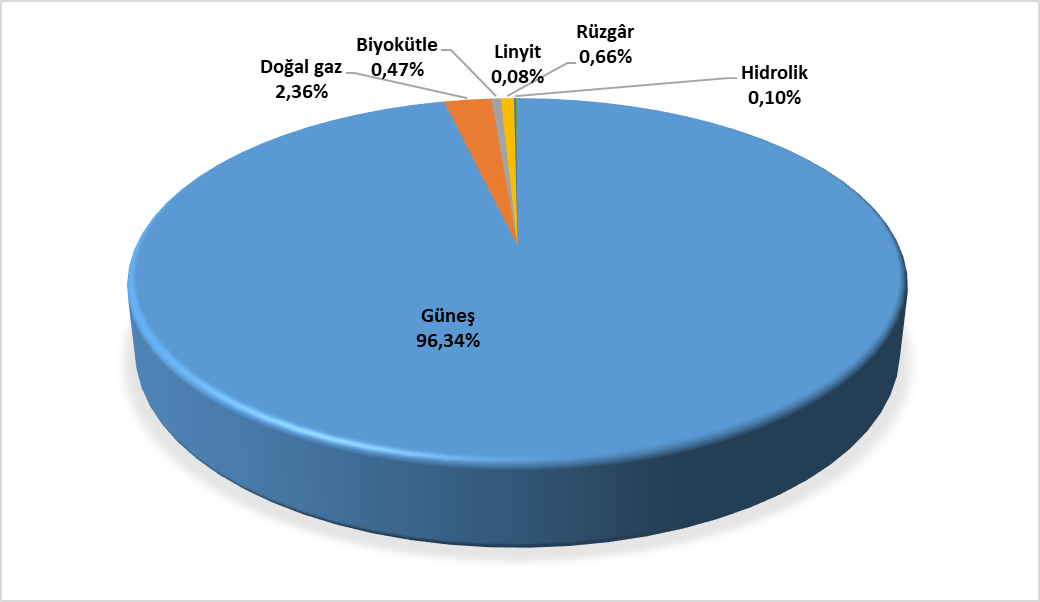 Doğal gaz
2,36%
Biyokütle
0,47%
Linyit
0,08%
Rüzgâr
0,66%
Hidrolik
0,10%
Güneş
96,34%